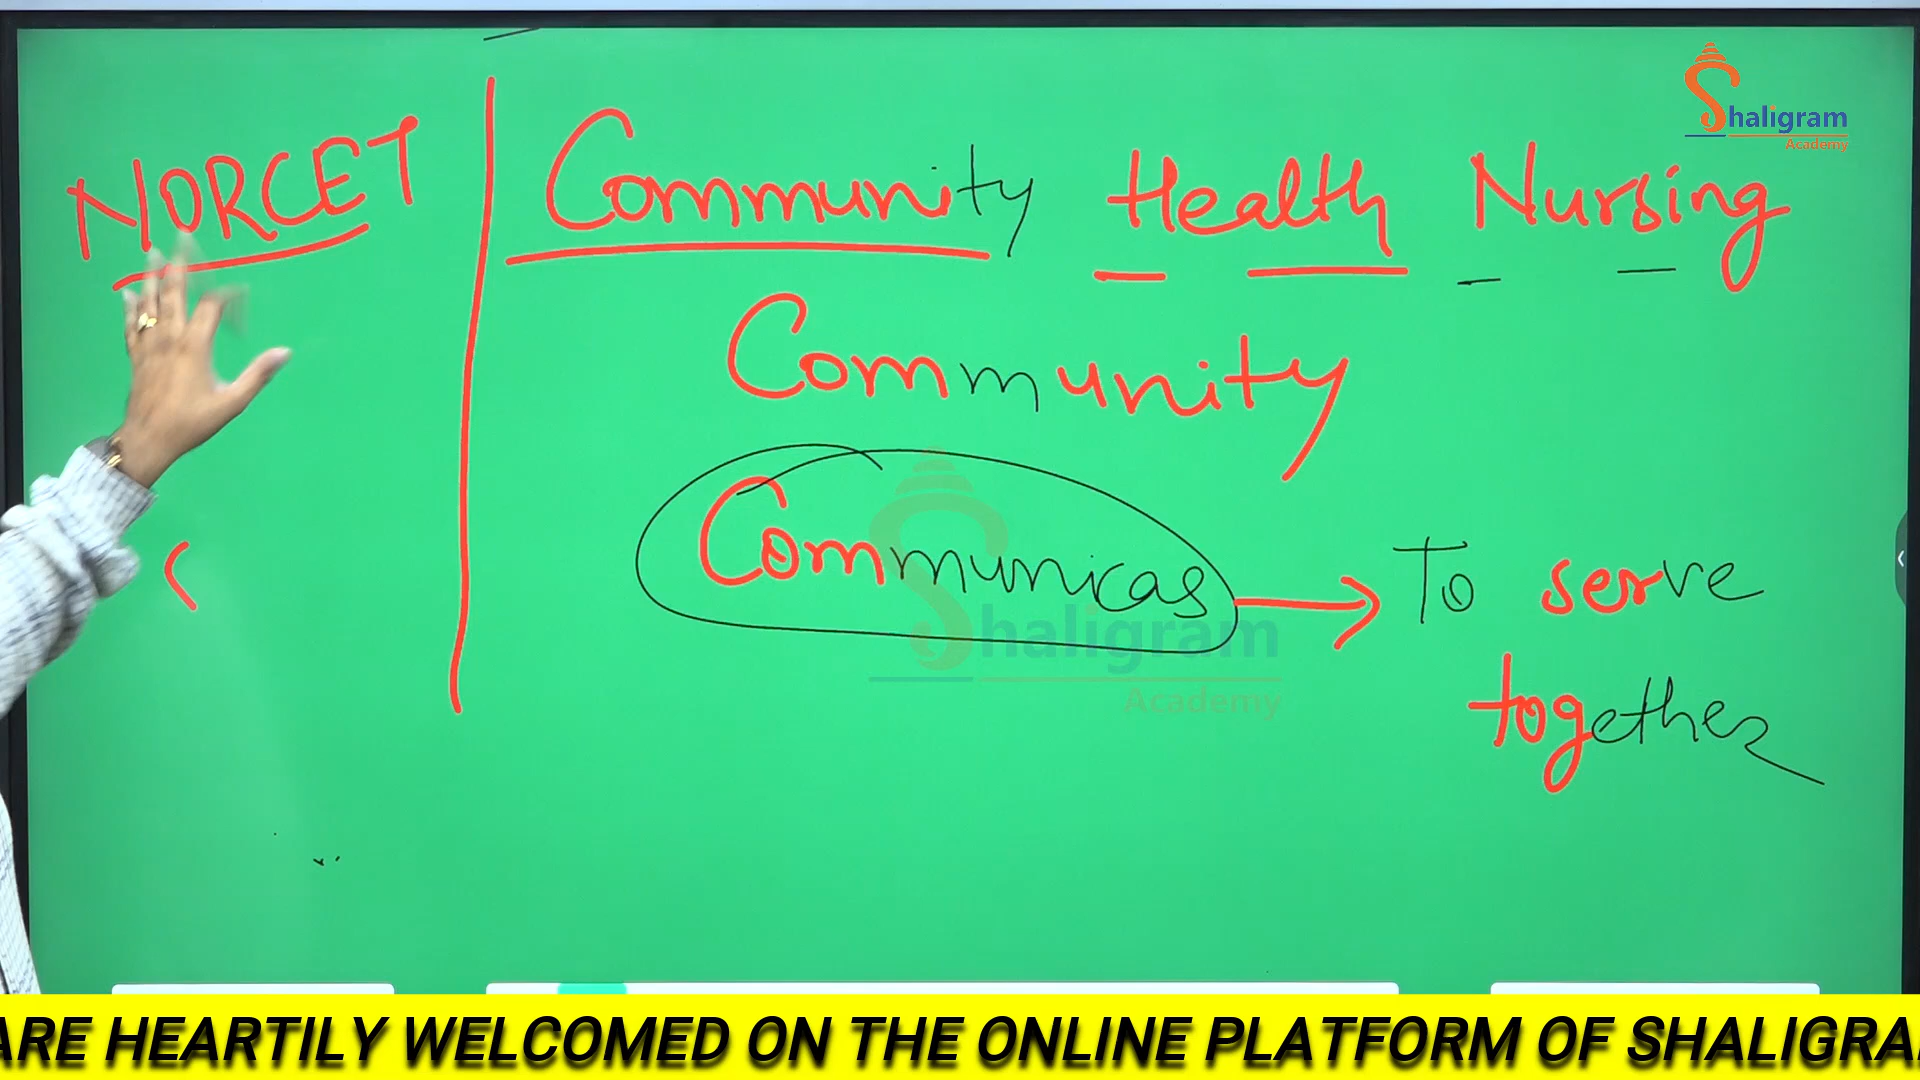 Shaligram
Academy
NORCET
Community Health Nursing
Community
Communicas → To serve
together
Shaligram
Academy
ARE HEARTILY WELCOMED ON THE ONLINE PLATFORM OF SHALIGRA